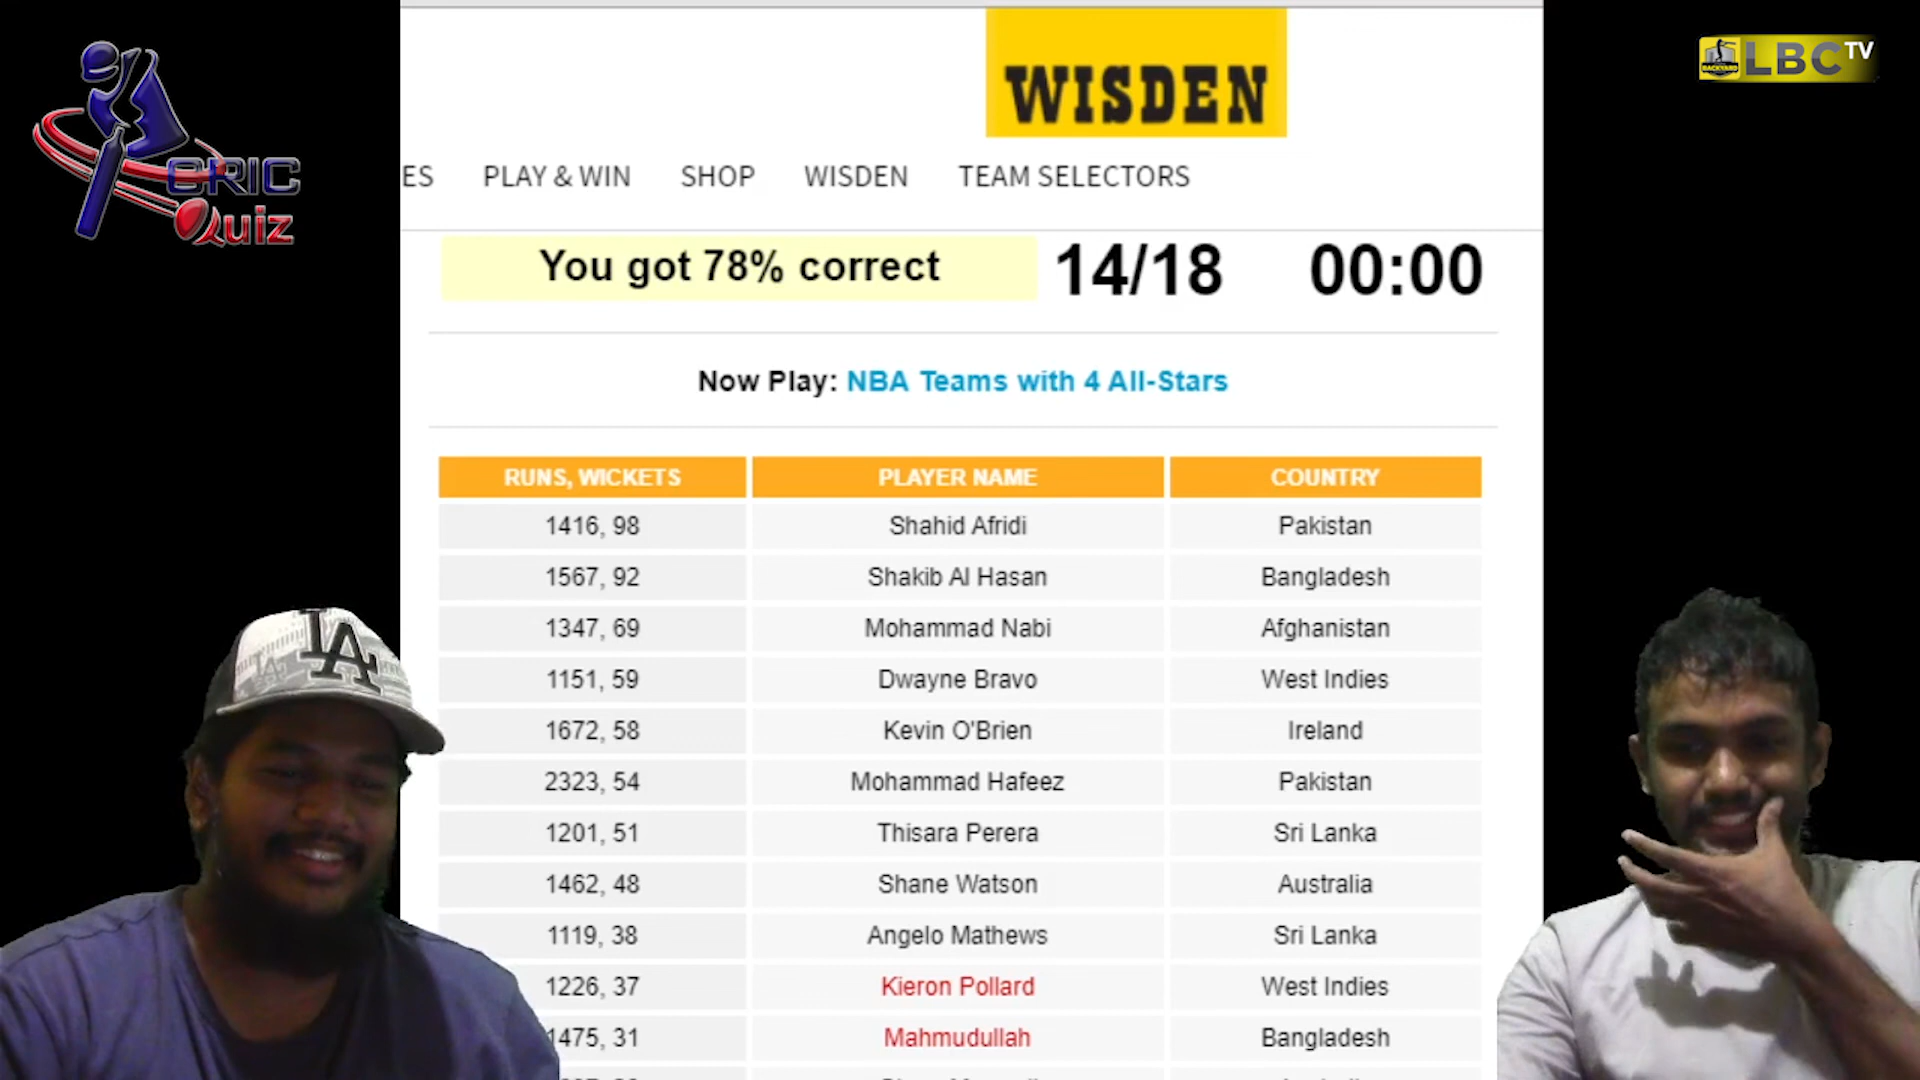 CRIC
Quiz
BACKYARD
LBC TV
WISDEN
ES PLAY & WIN SHOP WISDEN TEAM SELECTORS
You got 78% correct 14/18 00:00
Now Play: NBA Teams with 4 All-Stars
RUNS, WICKETS PLAYER NAME COUNTRY
1416, 98 Shahid Afridi Pakistan
1567, 92 Shakib Al Hasan Bangladesh
1347, 69 Mohammad Nabi Afghanistan
1151, 59 Dwayne Bravo West Indies
1672, 58 Kevin O'Brien Ireland
2323, 54 Mohammad Hafeez Pakistan
1201, 51 Thisara Perera Sri Lanka
1462, 48 Shane Watson Australia
1119, 38 Angelo Mathews Sri Lanka
1226, 37 Kieron Pollard West Indies
1475, 31 Mahmudullah Bangladesh
LA